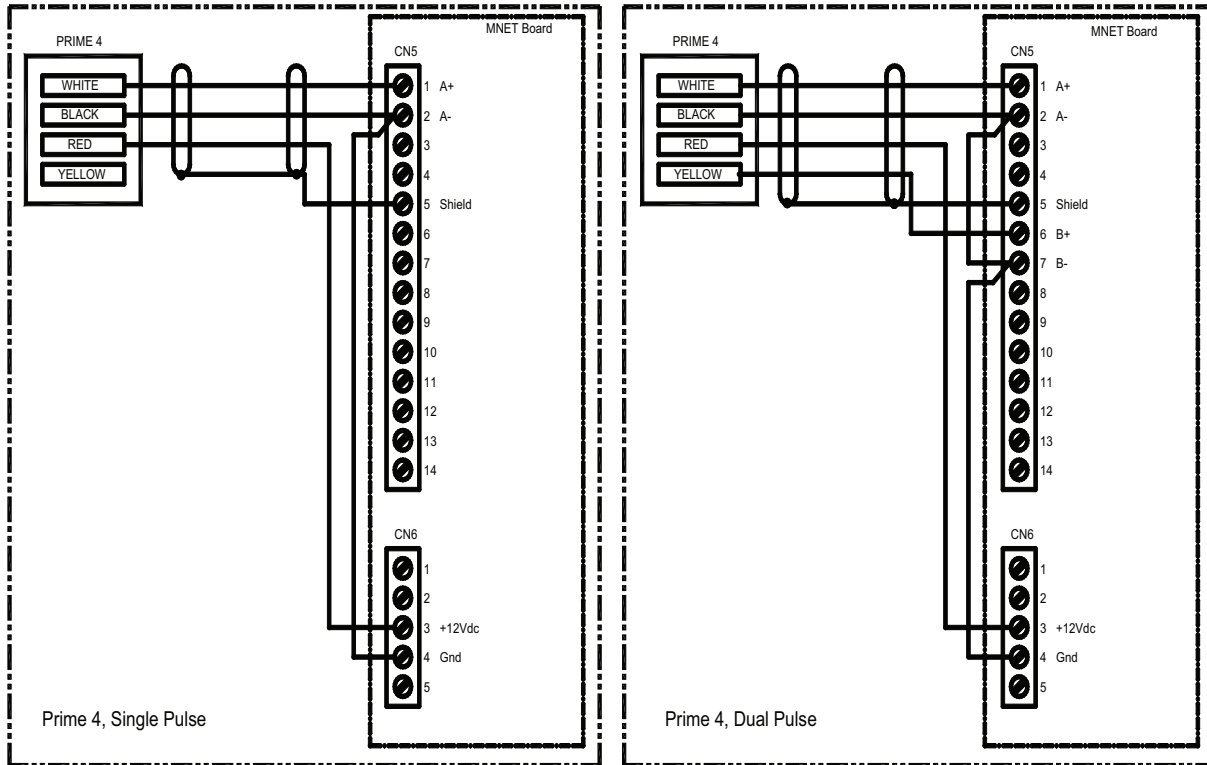 MNET Board
PRIME 4
CN5
WHITE
1 A+
BLACK
2 A-
RED
3
YELLOW
4
5 Shield
6
7
8
9
10
11
12
13
14
CN6
1
2
3 +12Vdc
4 Gnd
5
Prime 4, Single Pulse
MNET Board
PRIME 4
CN5
WHITE
1 A+
BLACK
2 A-
RED
3
YELLOW
4
5 Shield
6 B+
7 B-
8
9
10
11
12
13
14
CN6
1
2
3 +12Vdc
4 Gnd
5
Prime 4, Dual Pulse